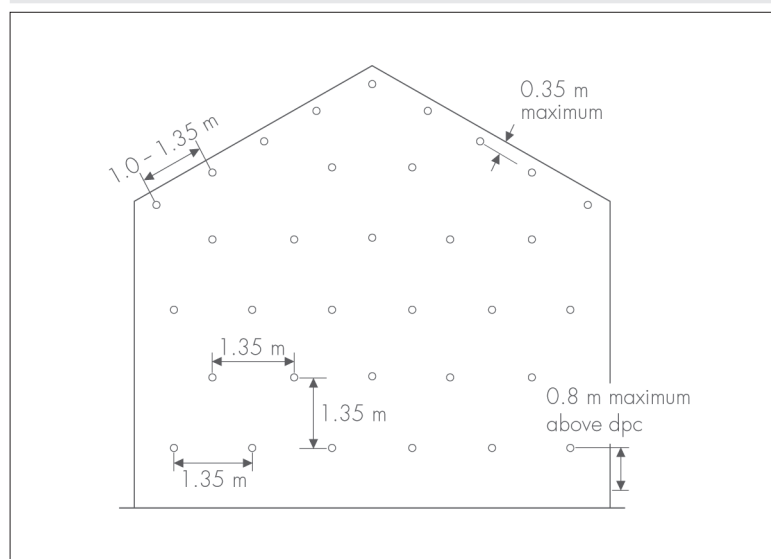 0.35 m
maximum
1.0 – 1.35 m
1.35 m
1.35 m
0.8 m maximum
above dpc
1.35 m